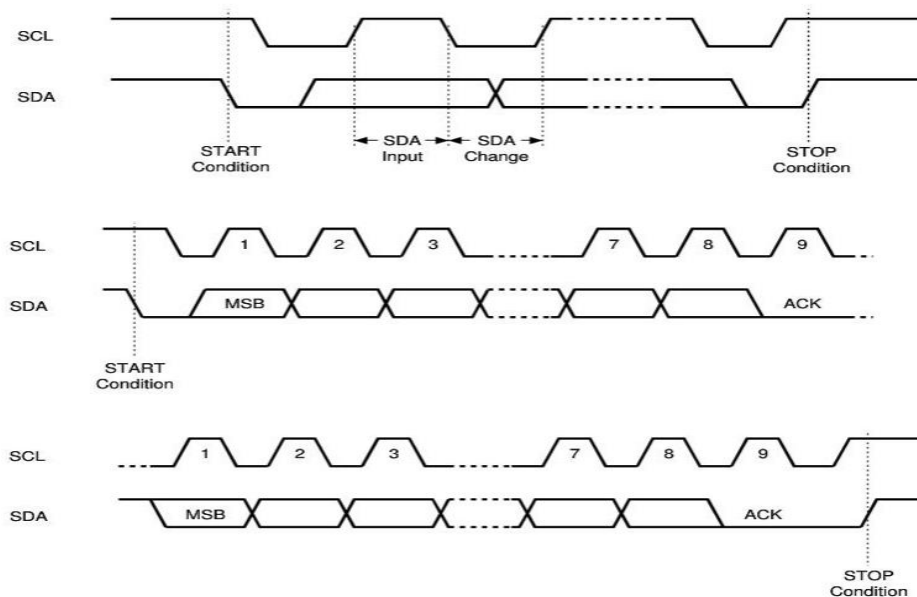 SCL
SDA
START
Condition
SDA
Input
SDA
Change
STOP
Condition
SCL
1 2 3 7 8 9
SDA
MSB ACK
START
Condition
SCL
1 2 3 7 8 9
SDA
MSB ACK
STOP
Condition